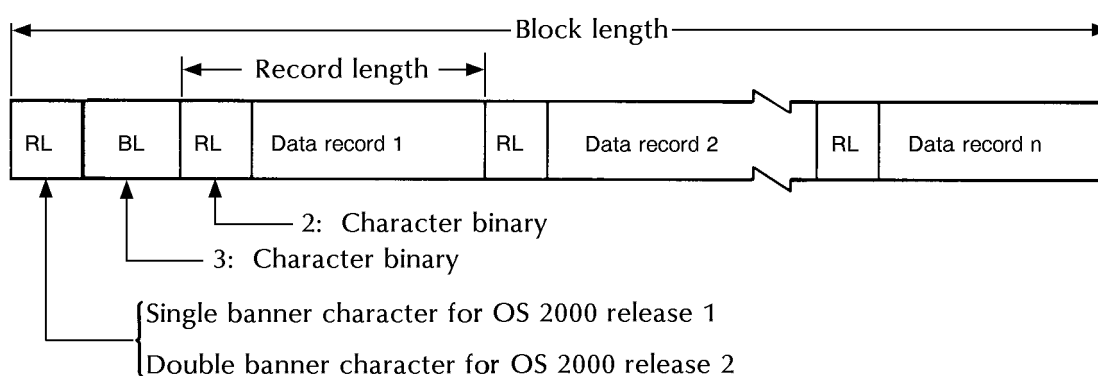 Block length
Record length
RL BL RL Data record 1 RL Data record 2 RL Data record n
2: Character binary
3: Character binary
Single banner character for OS 2000 release 1
Double banner character for OS 2000 release 2